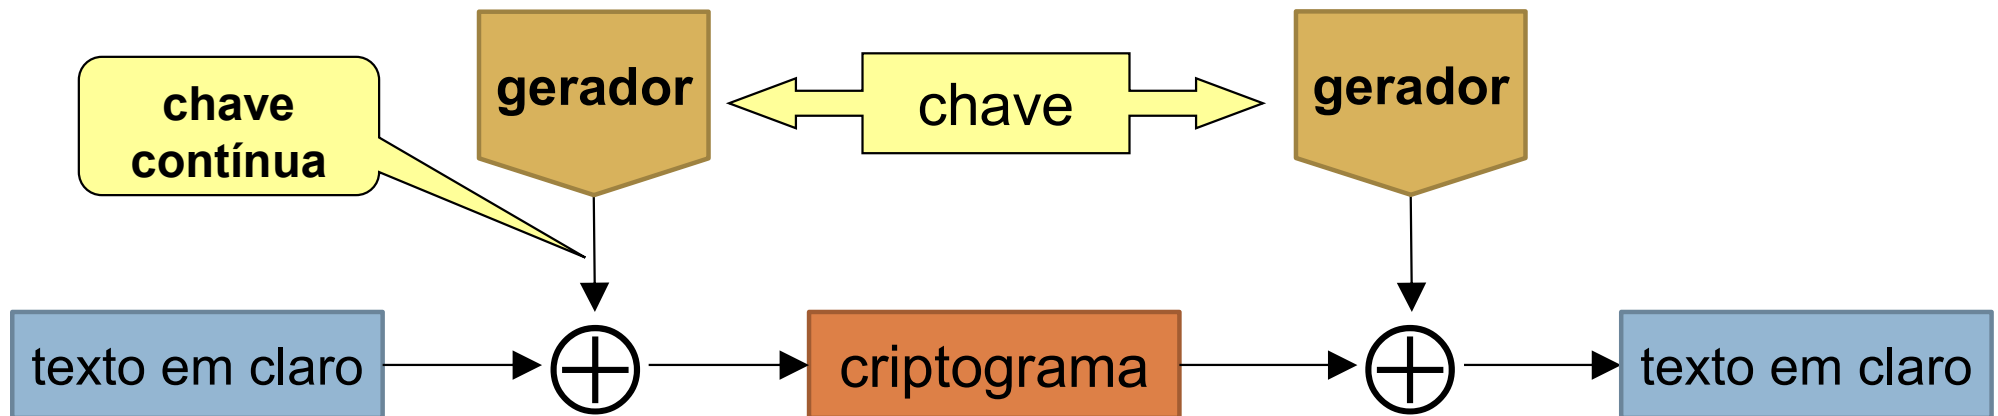 chave
contínua
gerador
chave
gerador
texto em claro
criptograma
texto em claro